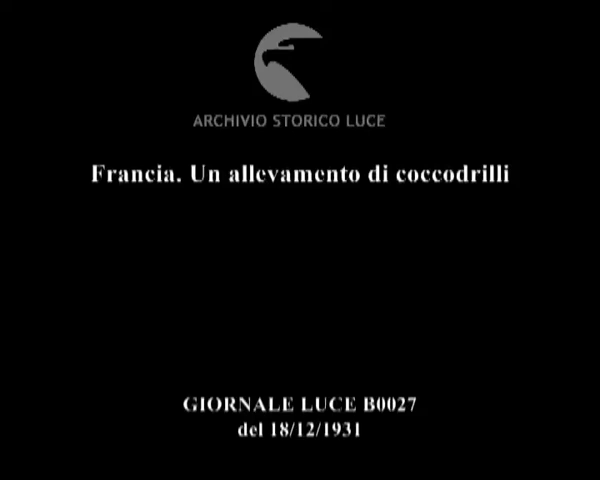 ARCHIVIO STORICO LUCE
Francia. Un allevamento di coccodrilli
GIORNALE LUCE B0027
del 18/12/1931